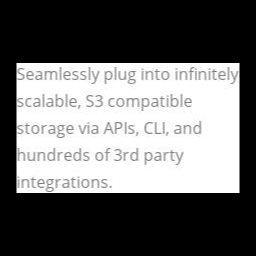 Seamlessly plug into infinitely
scalable, S3 compatible
storage via APIs, CLI, and
hundreds of 3rd party
integrations.